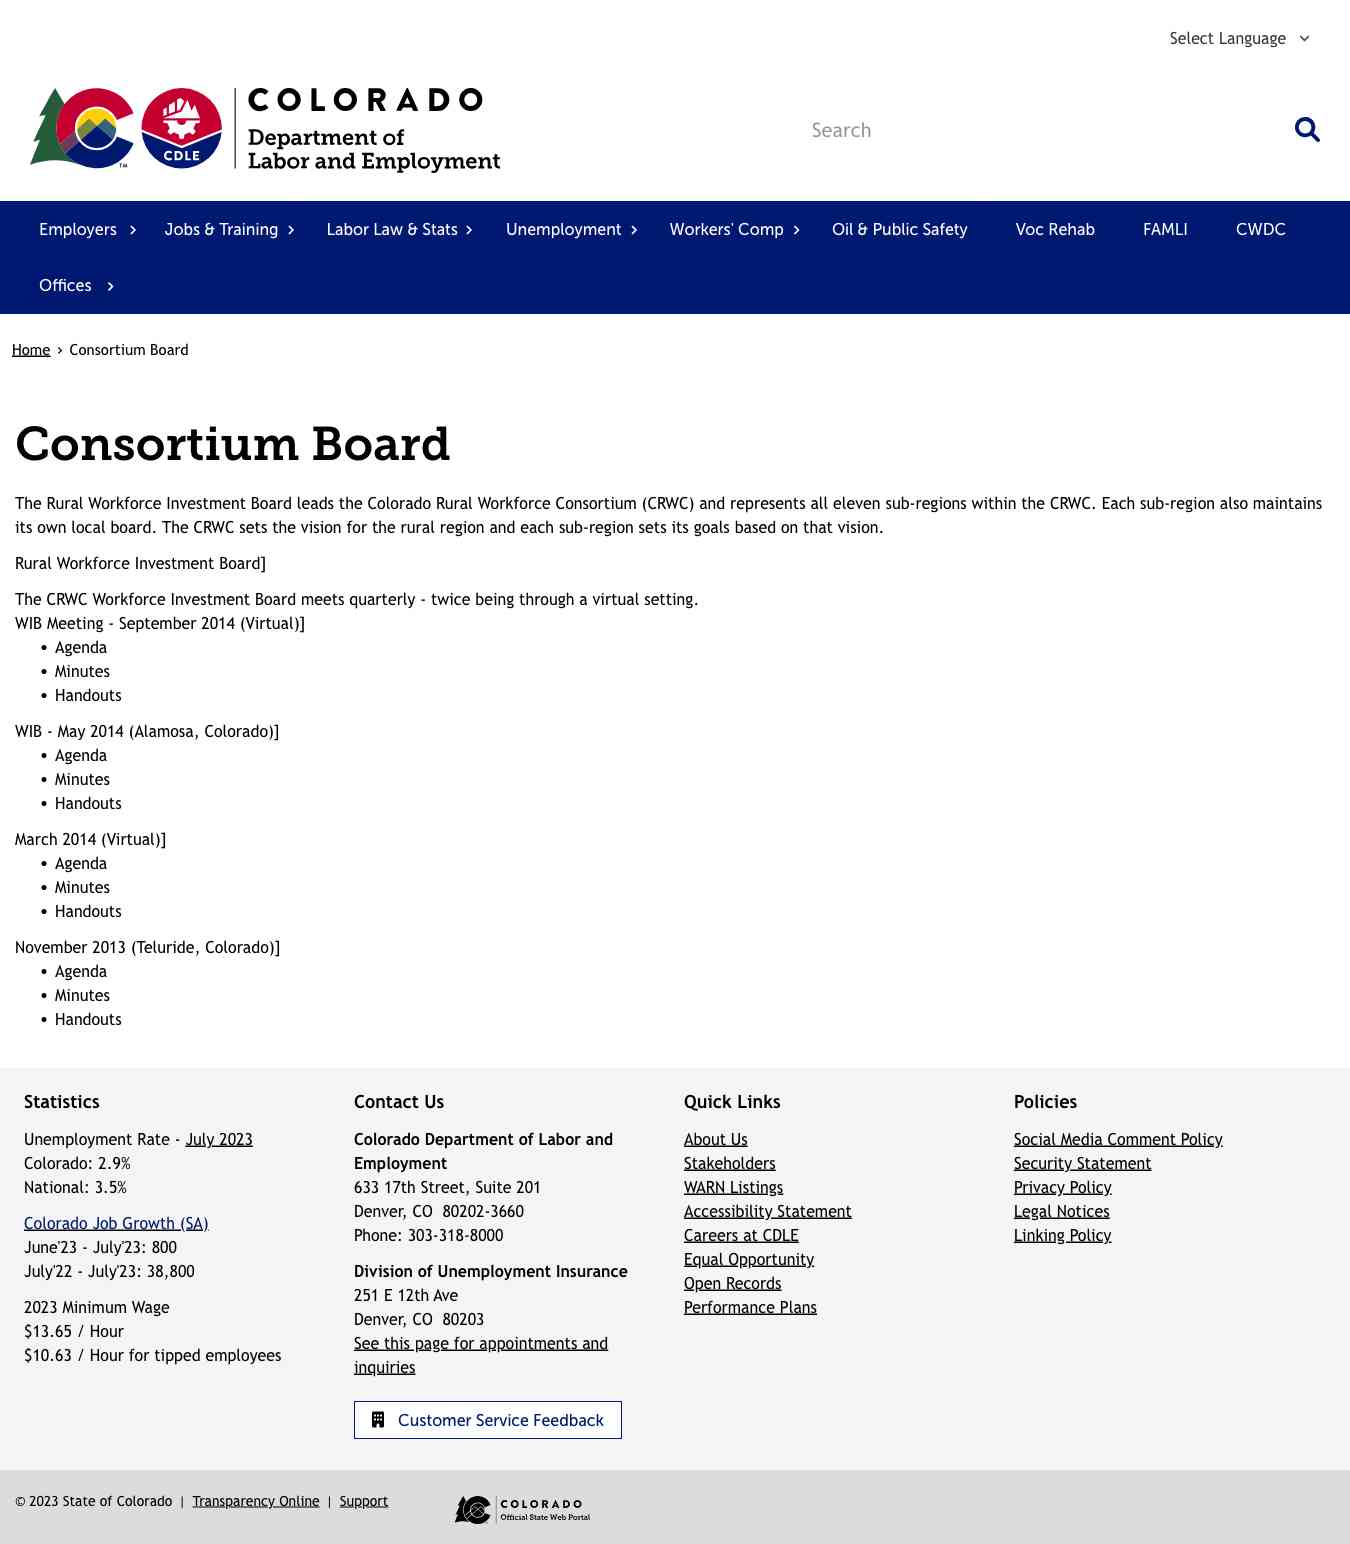 Select Language
COLORADO
Department of
Labor and Employment
CDLE
TM
Search
Employers Jobs & Training Labor Law & Stats Unemployment Workers' Comp Oil & Public Safety Voc Rehab FAMLI CWDC
Offices
Home › Consortium Board
Consortium Board
The Rural Workforce Investment Board leads the Colorado Rural Workforce Consortium (CRWC) and represents all eleven sub-regions within the CRWC. Each sub-region also maintains
its own local board. The CRWC sets the vision for the rural region and each sub-region sets its goals based on that vision.
Rural Workforce Investment Board]
The CRWC Workforce Investment Board meets quarterly - twice being through a virtual setting.
WIB Meeting - September 2014 (Virtual)]
• Agenda
• Minutes
• Handouts
WIB - May 2014 (Alamosa, Colorado)]
• Agenda
• Minutes
• Handouts
March 2014 (Virtual)]
• Agenda
• Minutes
• Handouts
November 2013 (Teluride, Colorado)]
• Agenda
• Minutes
• Handouts
Statistics
Unemployment Rate - July 2023
Colorado: 2.9%
National: 3.5%
Colorado Job Growth (SA)
June'23 - July'23: 800
July'22 - July'23: 38,800
2023 Minimum Wage
$13.65 / Hour
$10.63 / Hour for tipped employees
Contact Us
Colorado Department of Labor and
Employment
633 17th Street, Suite 201
Denver, CO 80202-3660
Phone: 303-318-8000
Division of Unemployment Insurance
251 E 12th Ave
Denver, CO 80203
See this page for appointments and
inquiries
Customer Service Feedback
Quick Links
About Us
Stakeholders
WARN Listings
Accessibility Statement
Careers at CDLE
Equal Opportunity
Open Records
Performance Plans
Policies
Social Media Comment Policy
Security Statement
Privacy Policy
Legal Notices
Linking Policy
© 2023 State of Colorado | Transparency Online | Support
COLORADO
Official State Web Portal